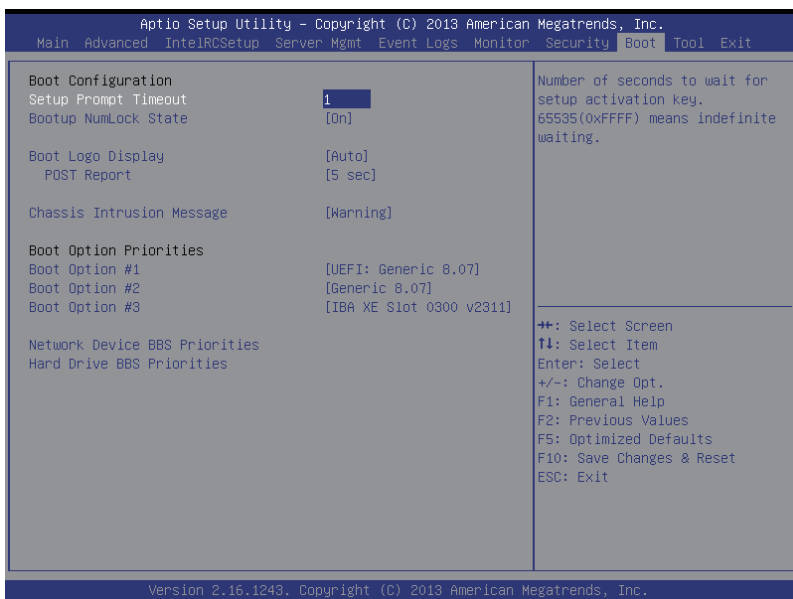 Aptio Setup Utility – Copyright (C) 2013 American Megatrends, Inc.
Main Advanced IntelRCSetup Server Mgmt Event Logs Monitor Security Boot Tool Exit
Boot Configuration
Setup Prompt Timeout 1
Bootup NumLock State [On]
Boot Logo Display [Auto]
POST Report [5 sec]
Chassis Intrusion Message [Warning]
Boot Option Priorities
Boot Option #1 [UEFI: Generic 8.07]
Boot Option #2 [Generic 8.07]
Boot Option #3 [IBA XE Slot 0300 v2311]
Network Device BBS Priorities
Hard Drive BBS Priorities
Number of seconds to wait for
setup activation key.
65535(0xFFFF) means indefinite
waiting.
→←: Select Screen
↑↓: Select Item
Enter: Select
+/-: Change Opt.
F1: General Help
F2: Previous Values
F5: Optimized Defaults
F10: Save Changes & Reset
ESC: Exit
Version 2.16.1243. Copyright (C) 2013 American Megatrends, Inc.